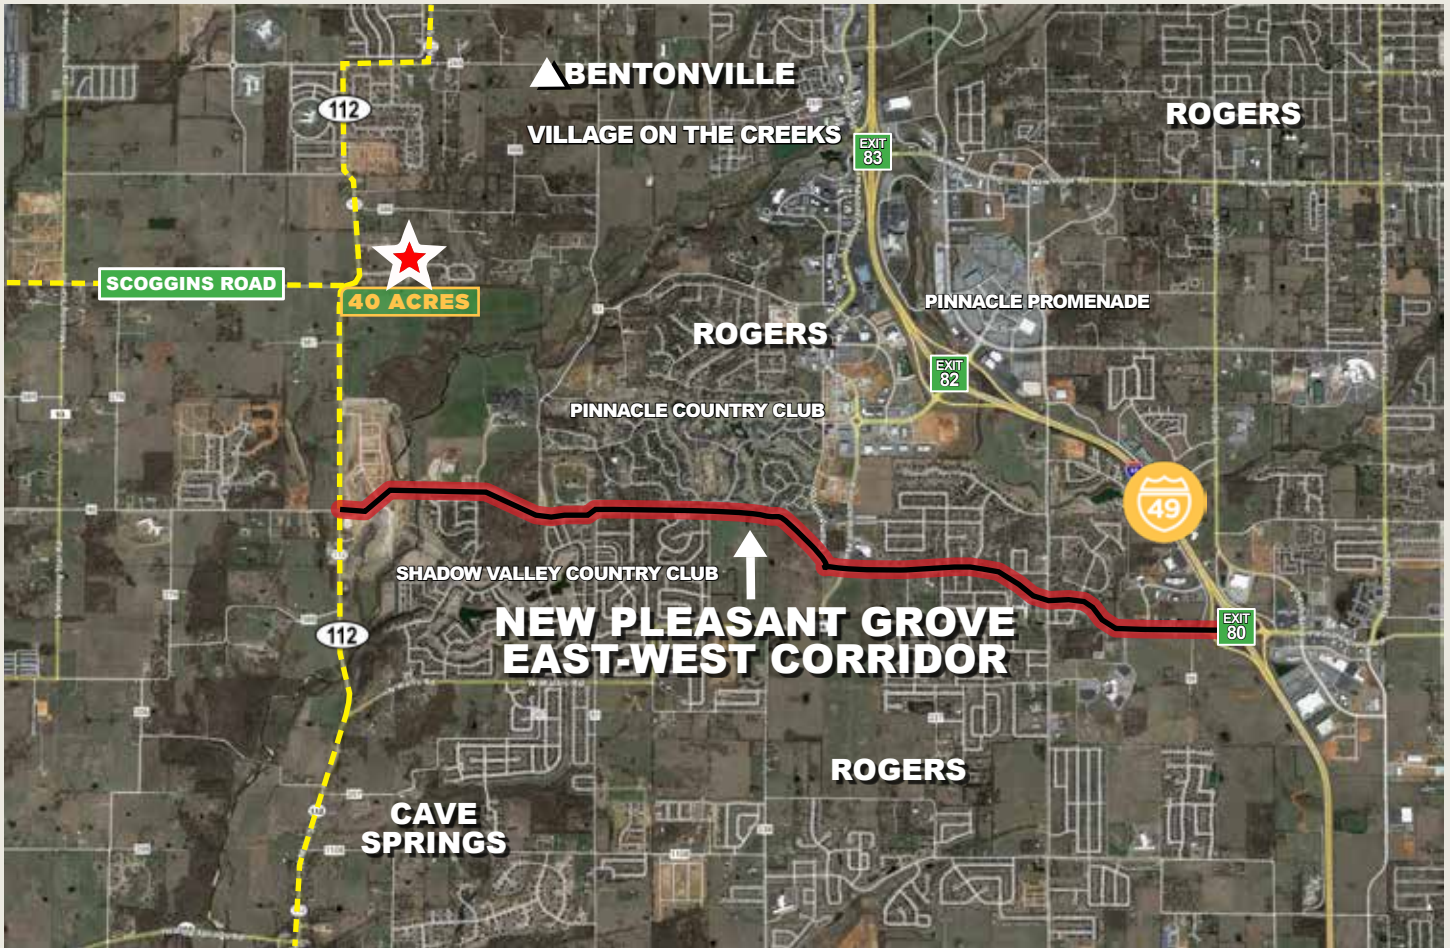 BENTONVILLE
112
ROGERS
VILLAGE ON THE CREEKS
EXIT
83
SCOGGINS ROAD
40 ACRES
PINNACLE PROMENADE
ROGERS
EXIT
82
PINNACLE COUNTRY CLUB
49
SHADOW VALLEY COUNTRY CLUB
NEW PLEASANT GROVE
EAST-WEST CORRIDOR
EXIT
80
112
ROGERS
CAVE
SPRINGS